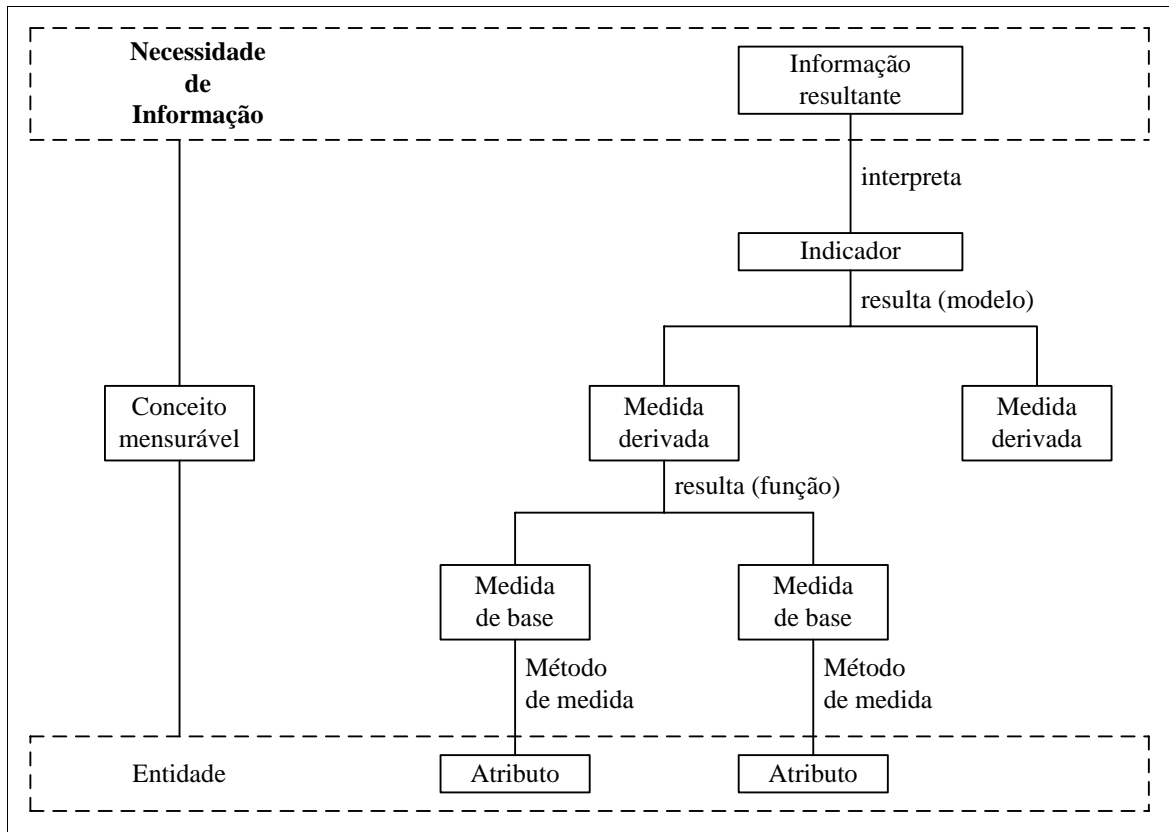 Necessidade
de
Informação
Informação
resultante
interpreta
Indicador
resulta (modelo)
Conceito
mensurável
Medida
derivada
Medida
derivada
resulta (função)
Medida
de base
Medida
de base
Método
de medida
Método
de medida
Entidade
Atributo
Atributo